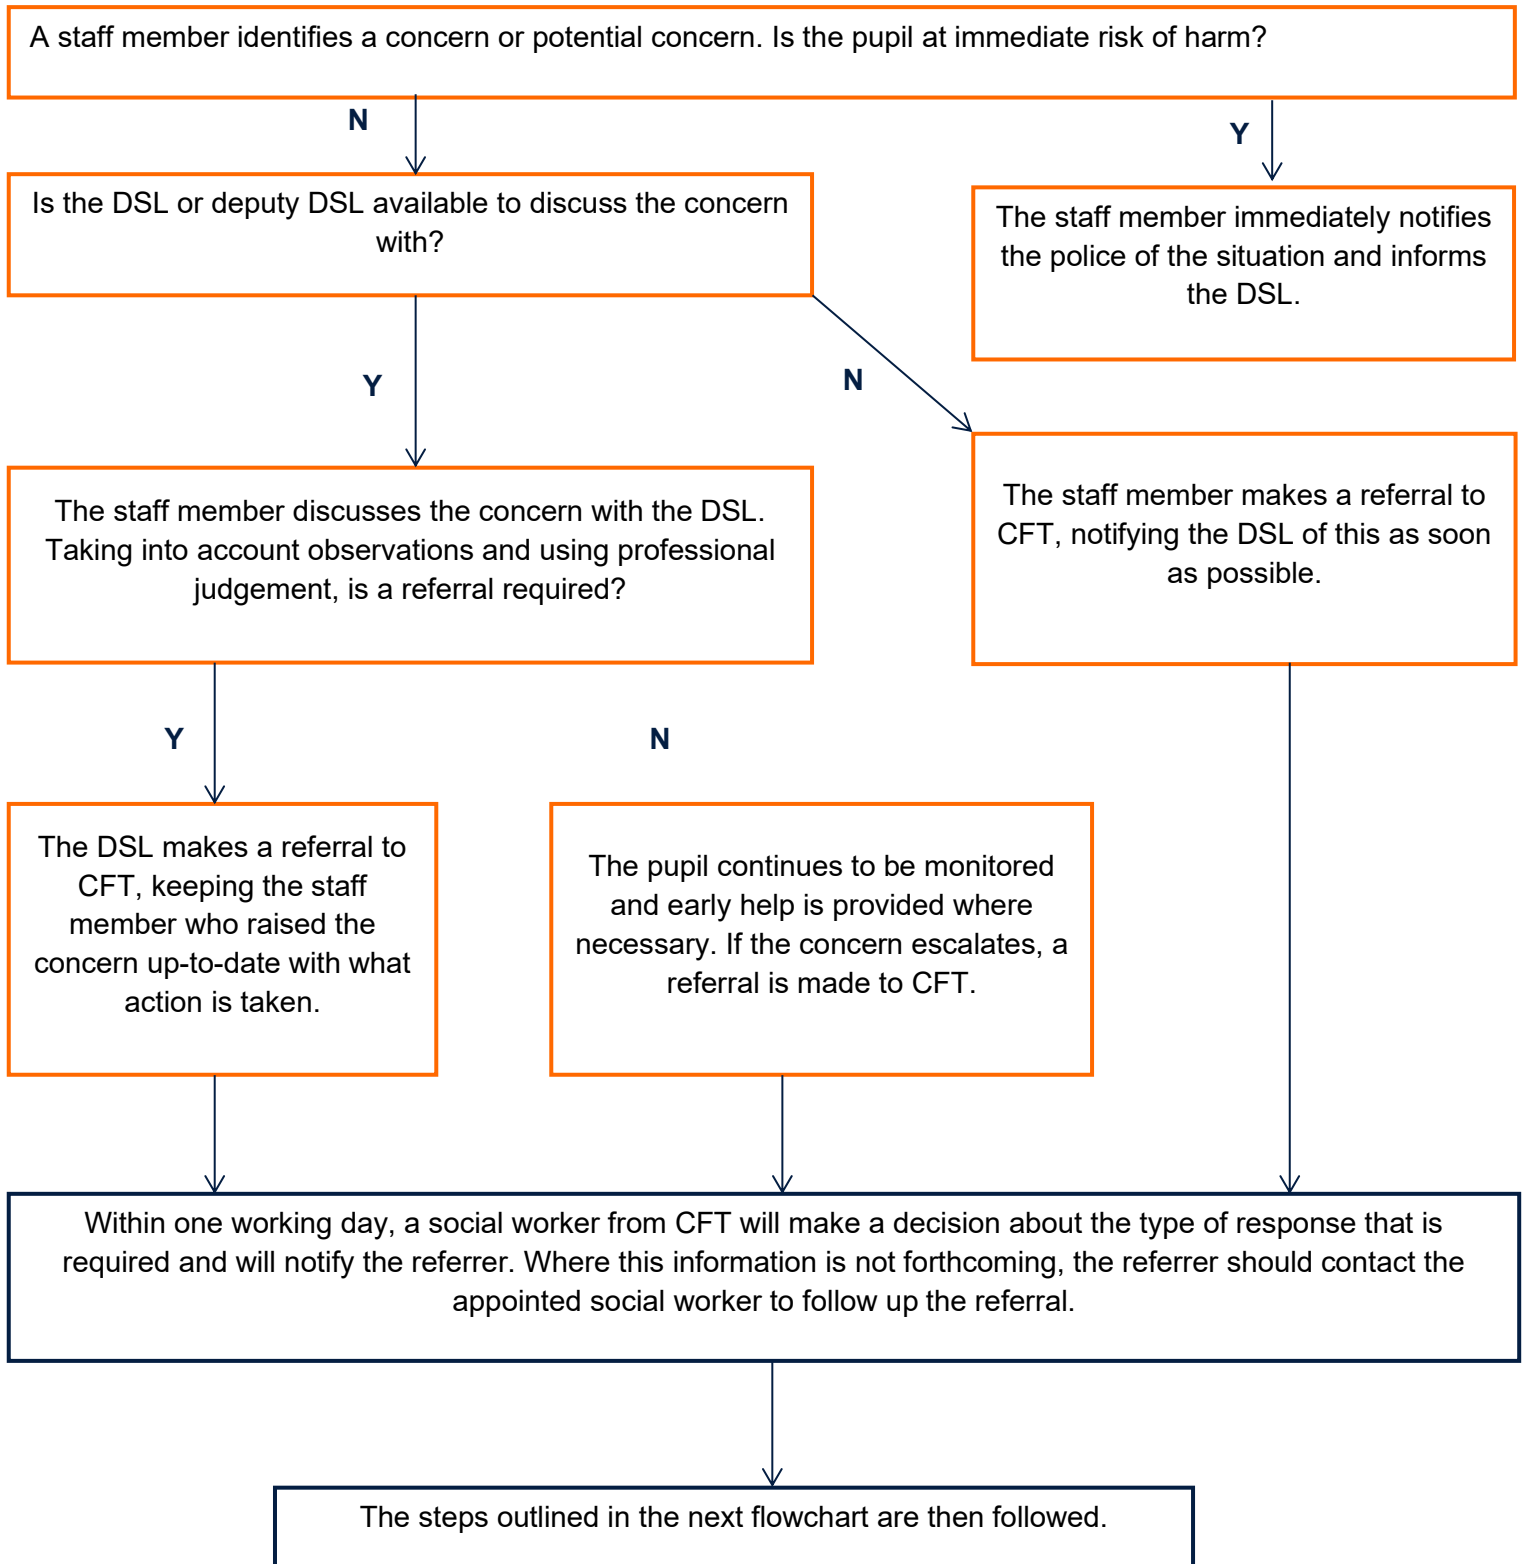 A staff member identifies a concern or potential concern. Is the pupil at immediate risk of harm?
N
Y
Is the DSL or deputy DSL available to discuss the concern
with?
The staff member immediately notifies
the police of the situation and informs
the DSL.
Y
N
The staff member discusses the concern with the DSL.
Taking into account observations and using professional
judgement, is a referral required?
The staff member makes a referral to
CFT, notifying the DSL of this as soon
as possible.
Y
N
The DSL makes a referral to
CFT, keeping the staff
member who raised the
concern up-to-date with what
action is taken.
The pupil continues to be monitored
and early help is provided where
necessary. If the concern escalates, a
referral is made to CFT.
Within one working day, a social worker from CFT will make a decision about the type of response that is
required and will notify the referrer. Where this information is not forthcoming, the referrer should contact the
appointed social worker to follow up the referral.
The steps outlined in the next flowchart are then followed.